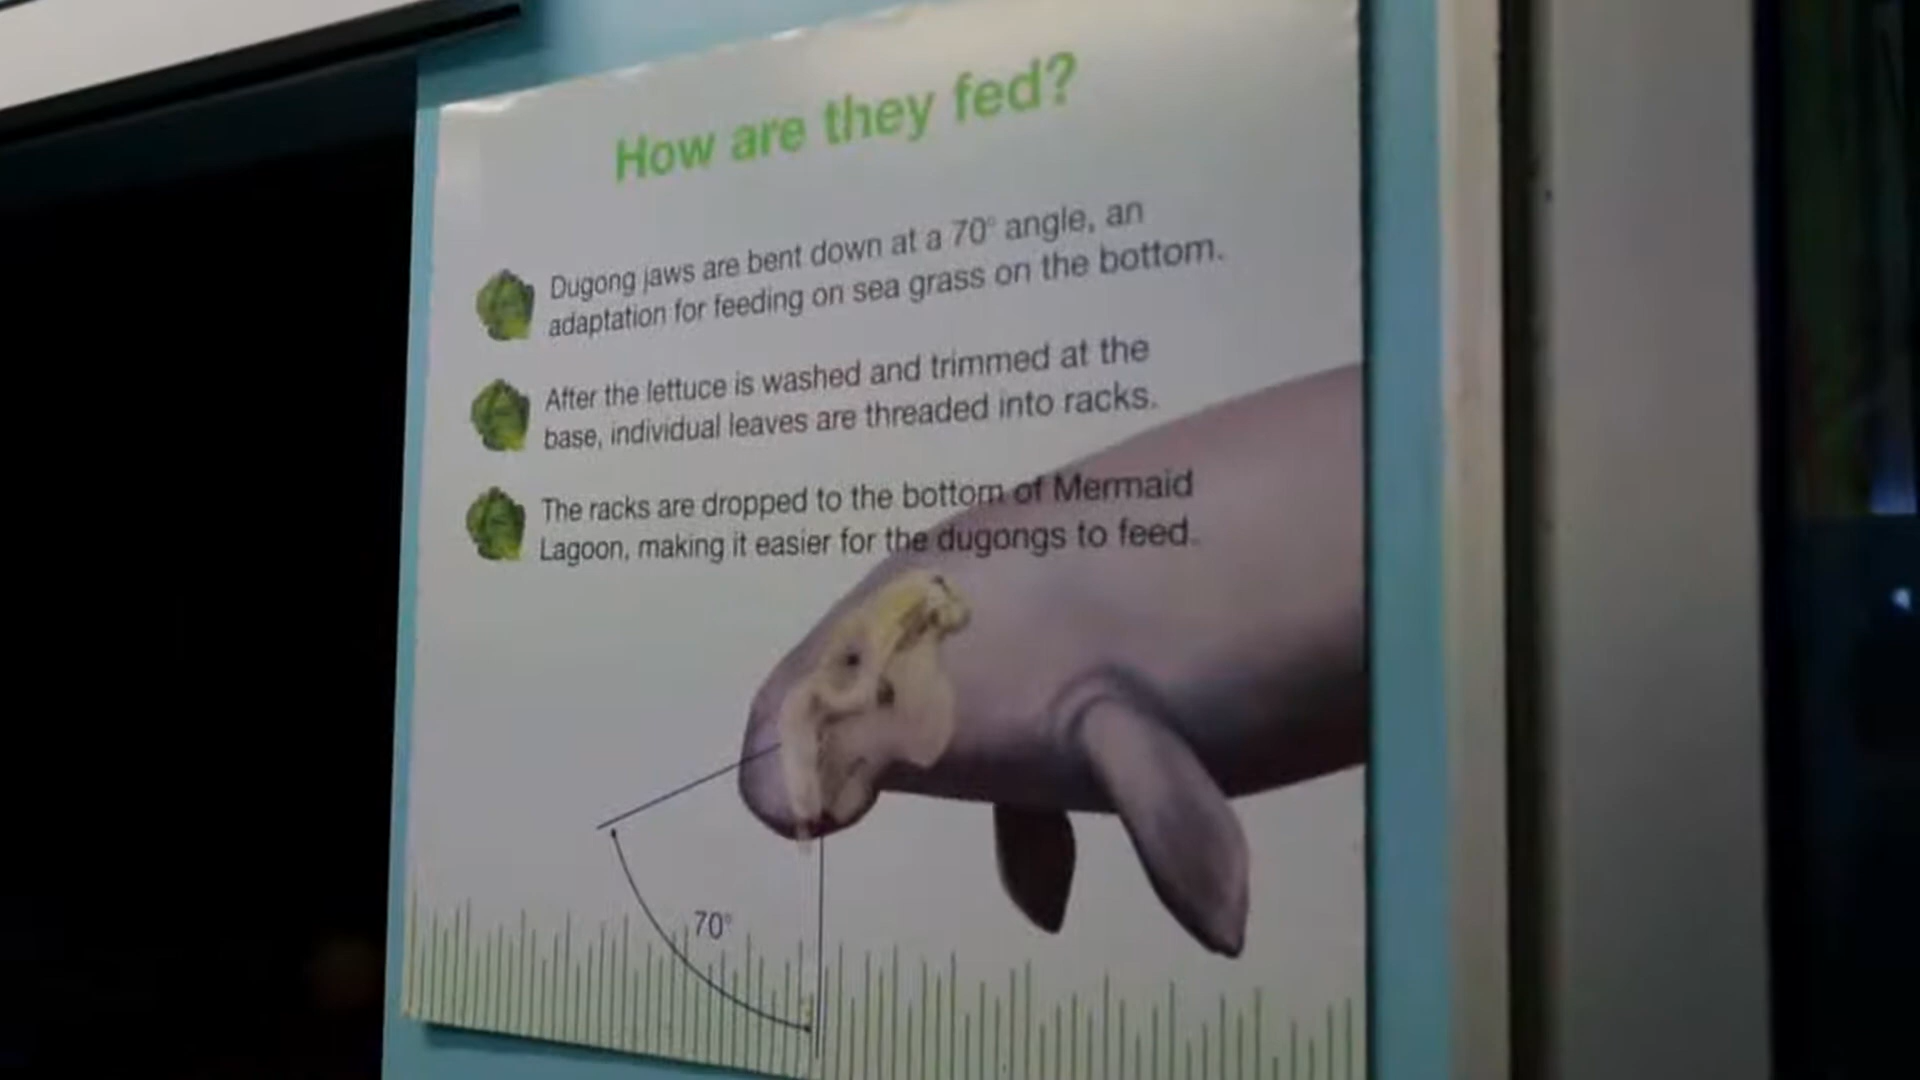 How are they fed?
Dugong jaws are bent down at a 70° angle, an
adaptation for feeding on sea grass on the bottom.
After the lettuce is washed and trimmed at the
base, individual leaves are threaded into racks.
The racks are dropped to the bottom of Mermaid
Lagoon, making it easier for the dugongs to feed.
70°